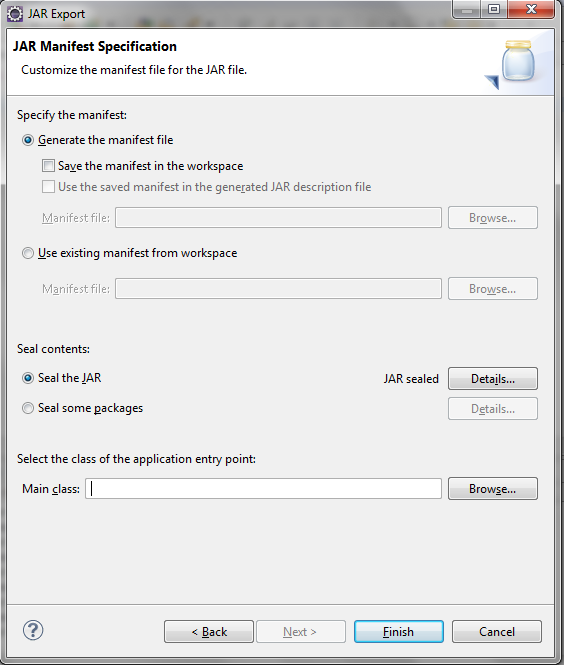 JAR Export
JAR Manifest Specification
Customize the manifest file for the JAR file.
Specify the manifest:
Generate the manifest file
Save the manifest in the workspace
Use the saved manifest in the generated JAR description file
Manifest file: Browse...
Use existing manifest from workspace
Manifest file: Browse...
Seal contents:
Seal the JAR JAR sealed Details...
Seal some packages Details...
Select the class of the application entry point:
Main class: Browse...
? < Back Next > Finish Cancel